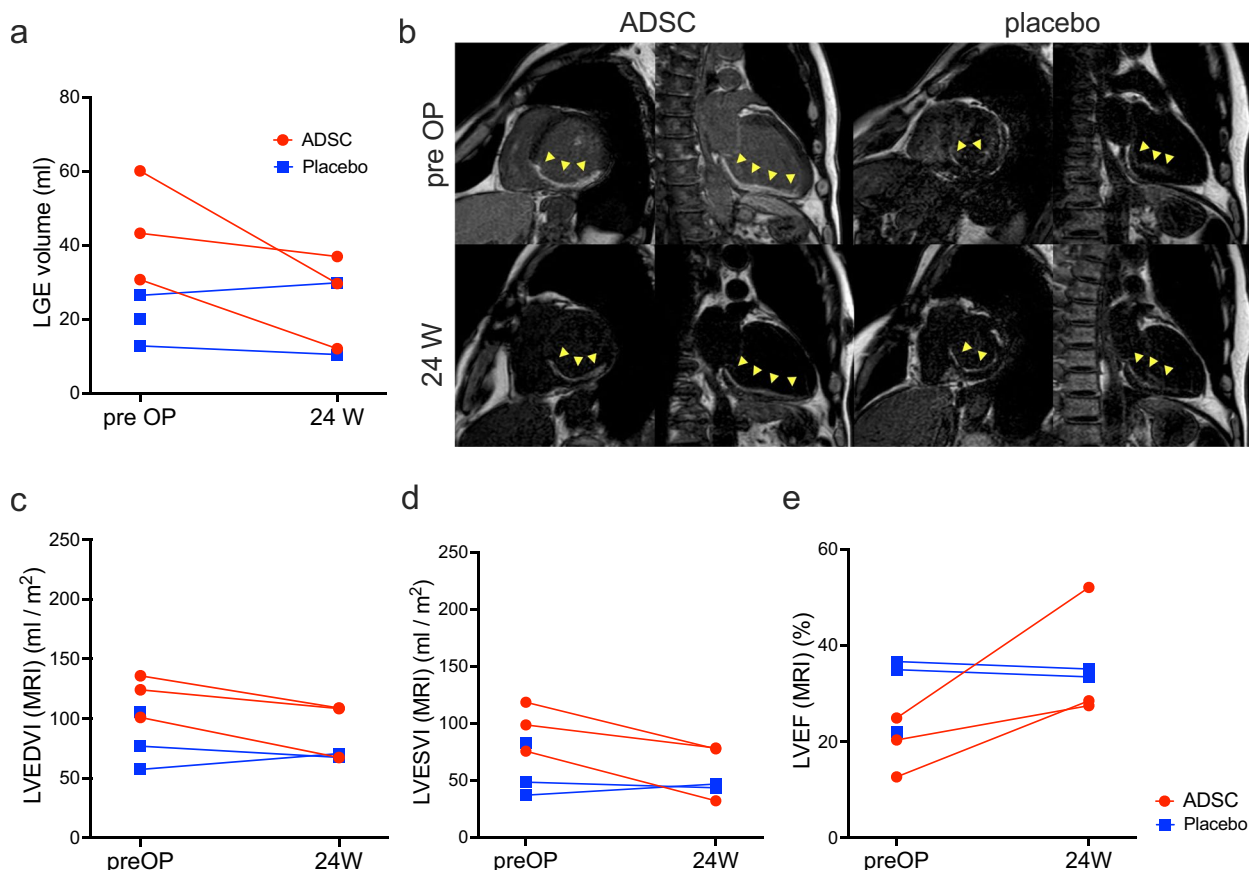 a
LGE volume (ml)
80
60
40
20
0
pre OP
24 W
ADSC
Placebo
b
ADSC
placebo
pre OP
24 W
c
LVEDVI (MRI) (ml / m²)
250
200
150
100
50
0
preOP
24W
d
LVESVI (MRI) (ml / m²)
250
200
150
100
50
0
preOP
24W
e
LVEF (MRI) (%)
60
40
20
0
preOP
24W
ADSC
Placebo